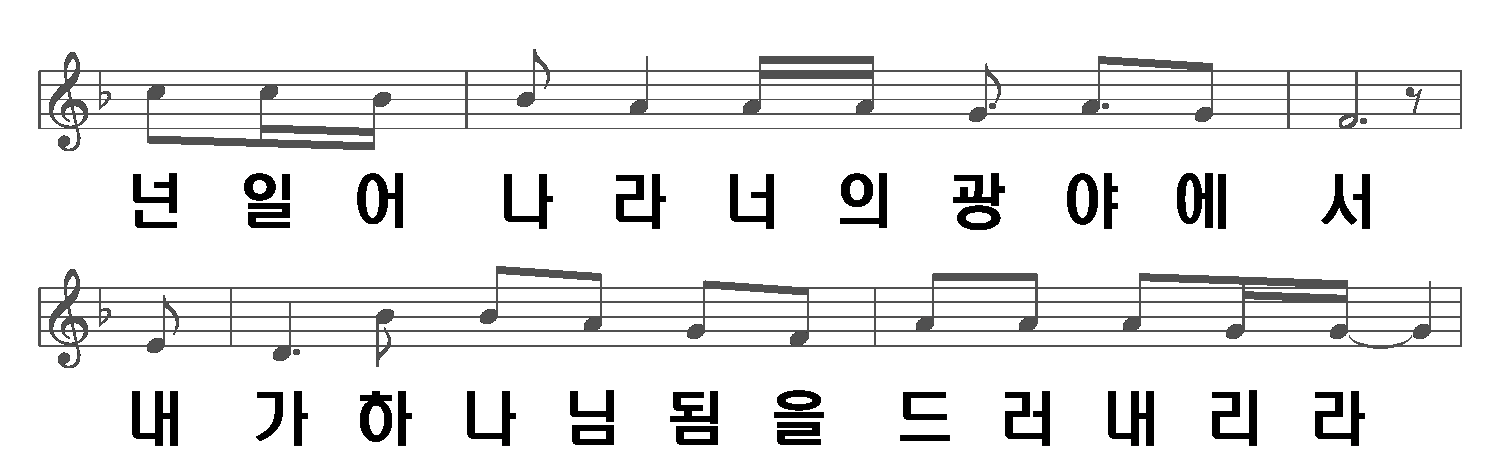 넌 일 어 나 라 너 의 광 야 에 서
내 가 하 나 님 됨 을 드 러 내 리 라